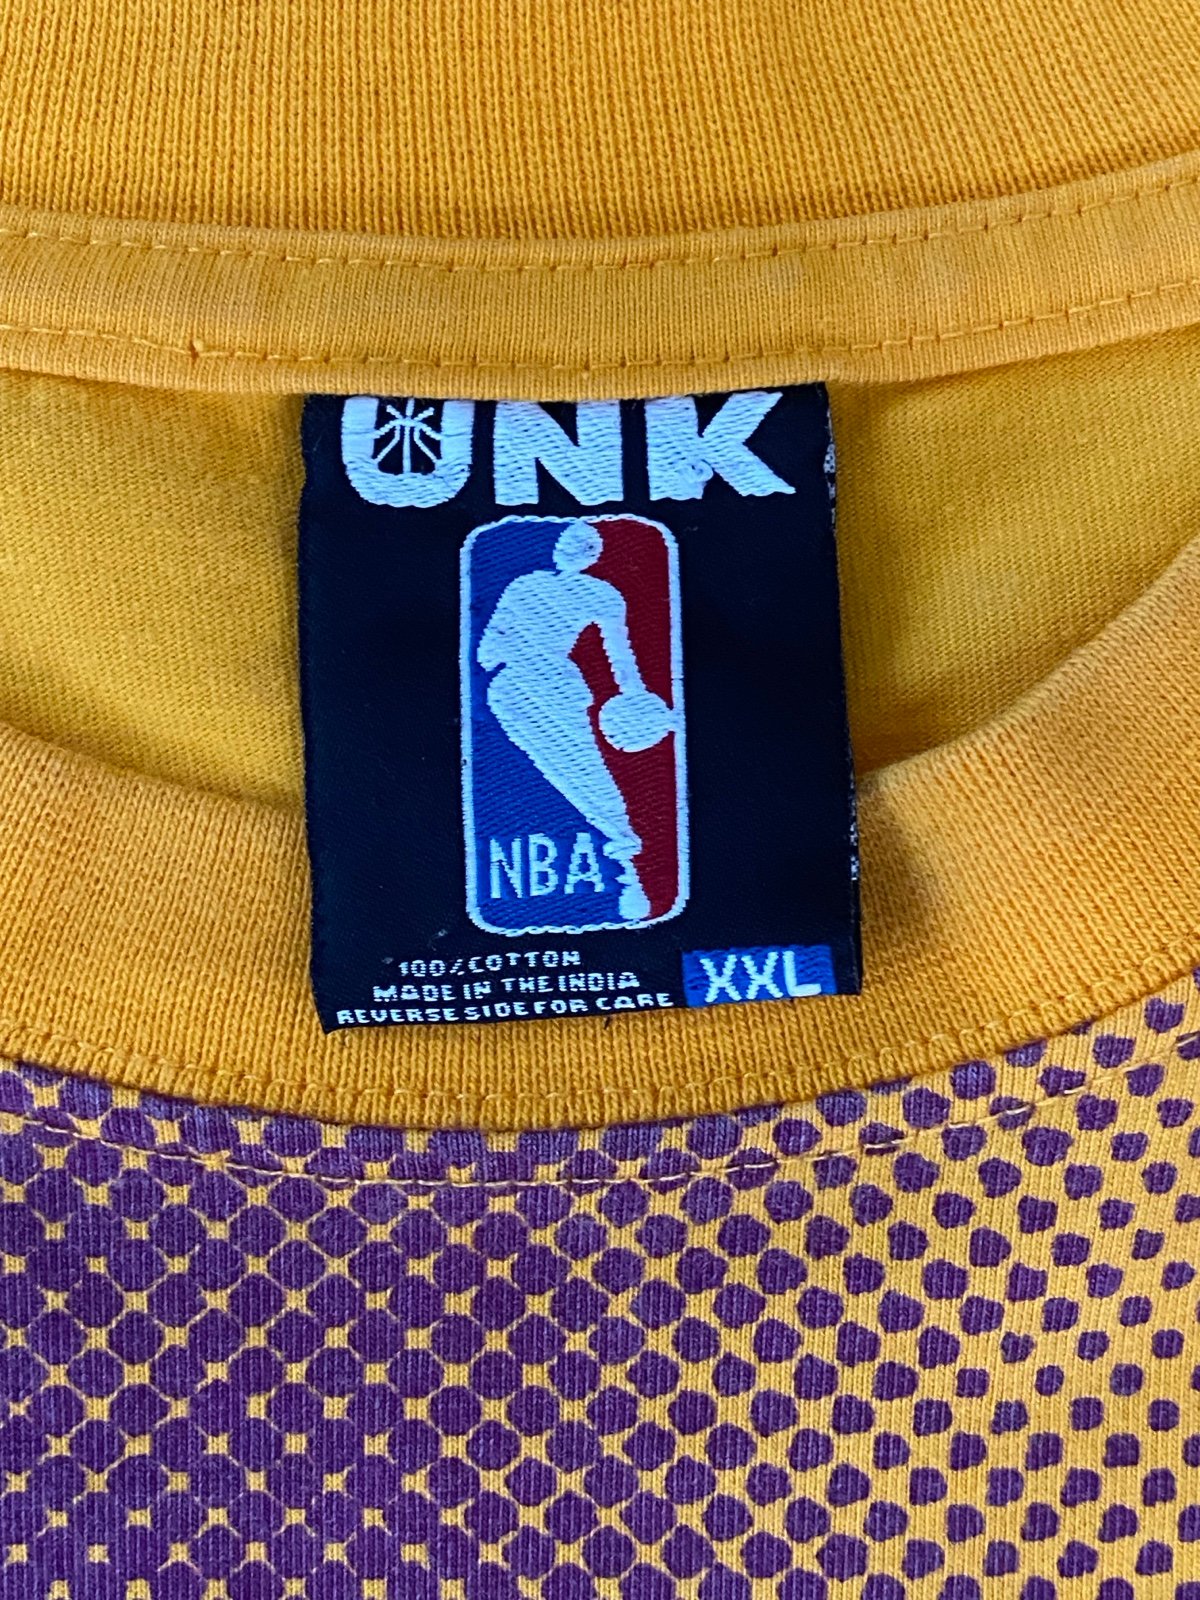 UNK
NBA
100% COTTON
MADE IN THE INDIA
REVERSE SIDE FOR CARE
XXL